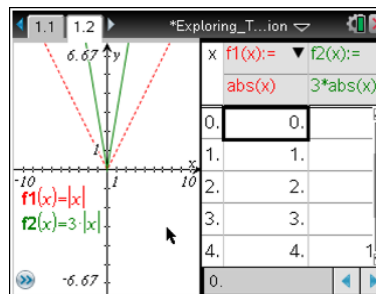 1.1 1.2 *Exploring_T...ion
6.67 y
1
x
-10 1 10
f1(x)=|x|
f2(x)=3·|x|
-6.67
x f1(x):= ▼ f2(x):=
abs(x) 3*abs(x)
0. 0.
1. 1.
2. 2.
3. 3.
4. 4. 1
0.